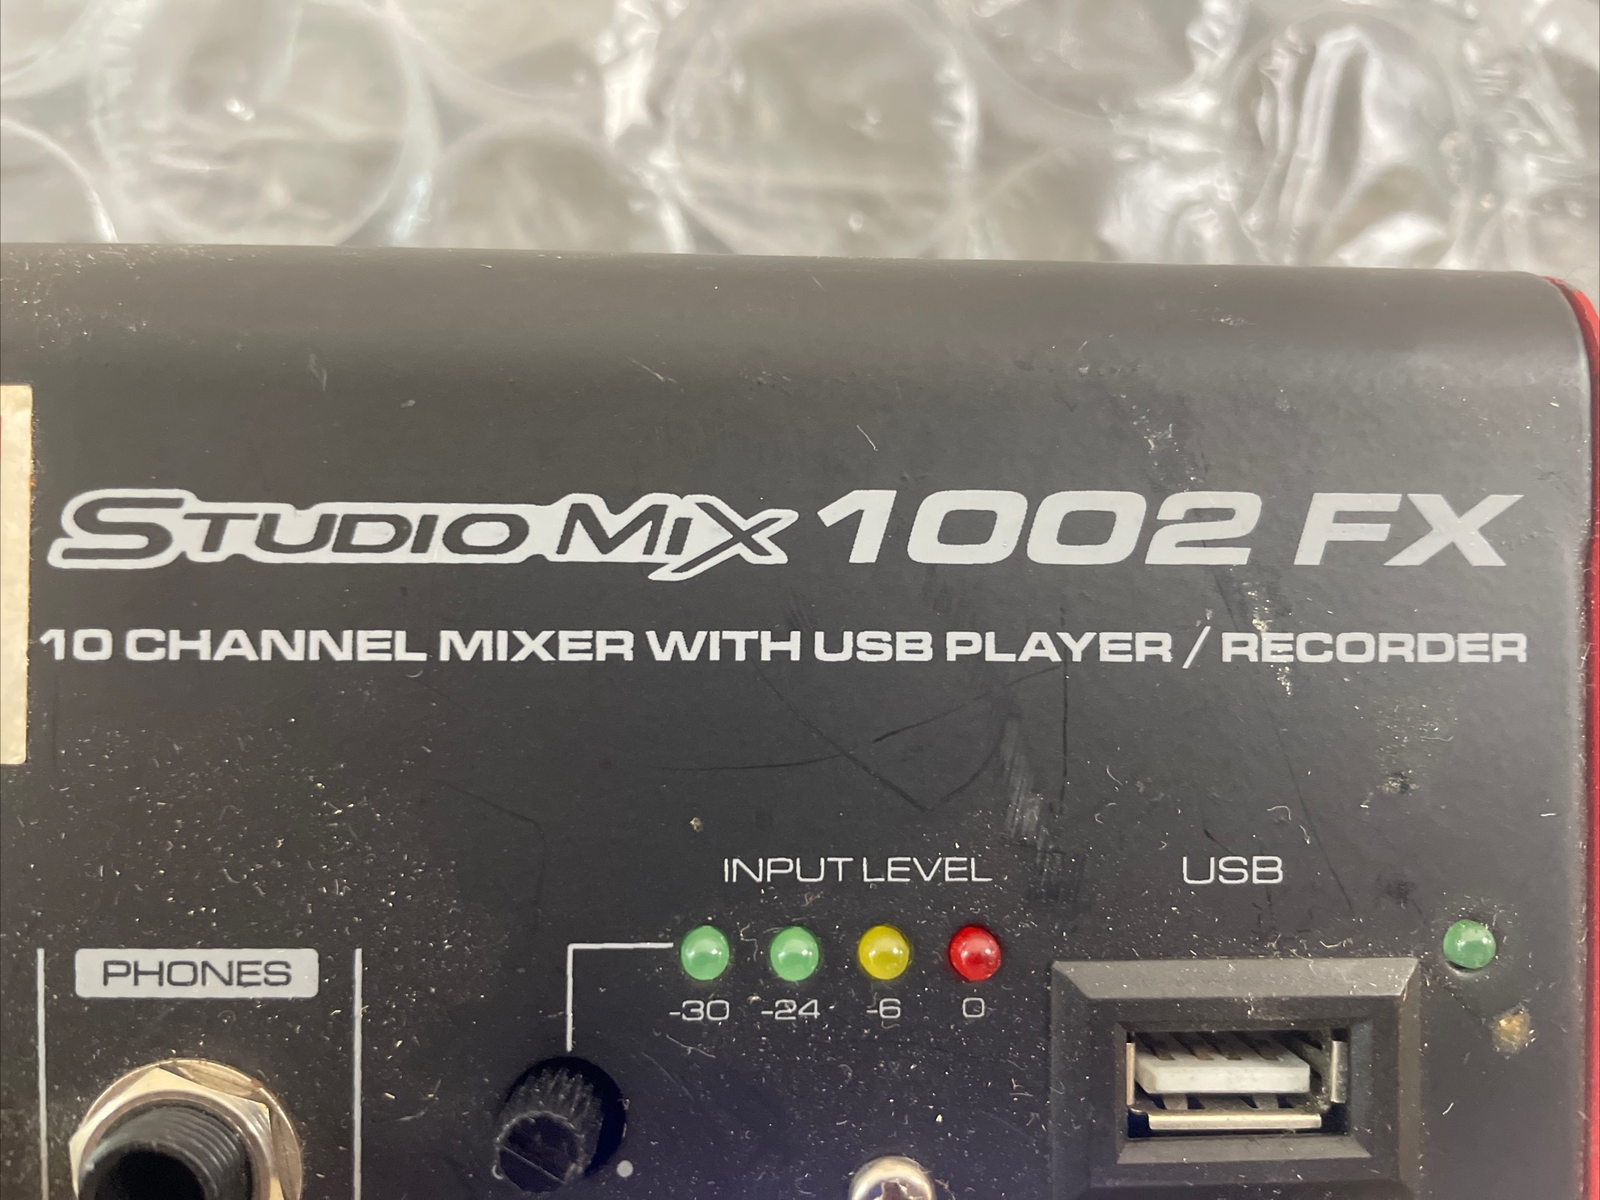 STUDIOMIX 1002 FX
10 CHANNEL MIXER WITH USB PLAYER / RECORDER
INPUT LEVEL
USB
PHONES
-30 -24 -6 0